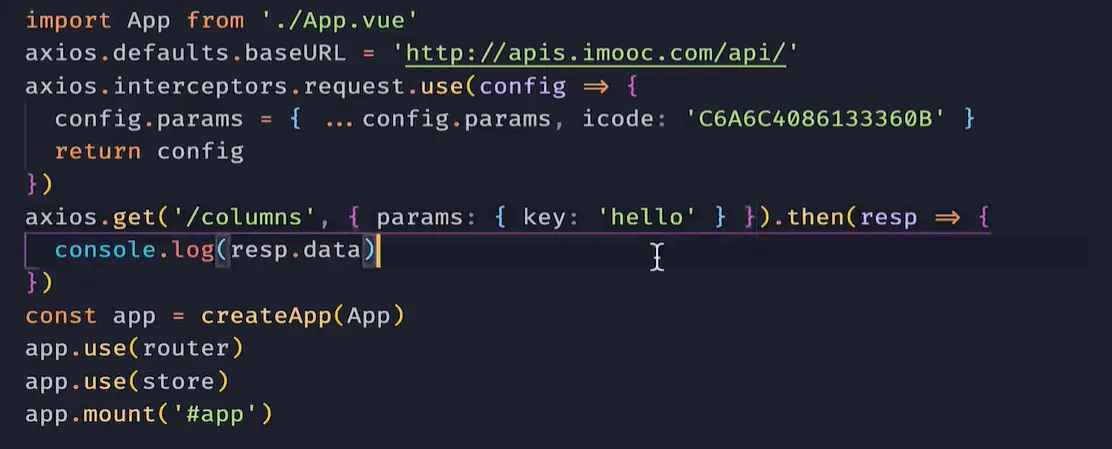 import App from './App.vue'
axios.defaults.baseURL = 'http://apis.imooc.com/api/'
axios.interceptors.request.use(config => {
  config.params = { ...config.params, icode: 'C6A6C4086133360B' }
  return config
})
axios.get('/columns', { params: { key: 'hello' } }).then(resp => {
  console.log(resp.data)
})
const app = createApp(App)
app.use(router)
app.use(store)
app.mount('#app')